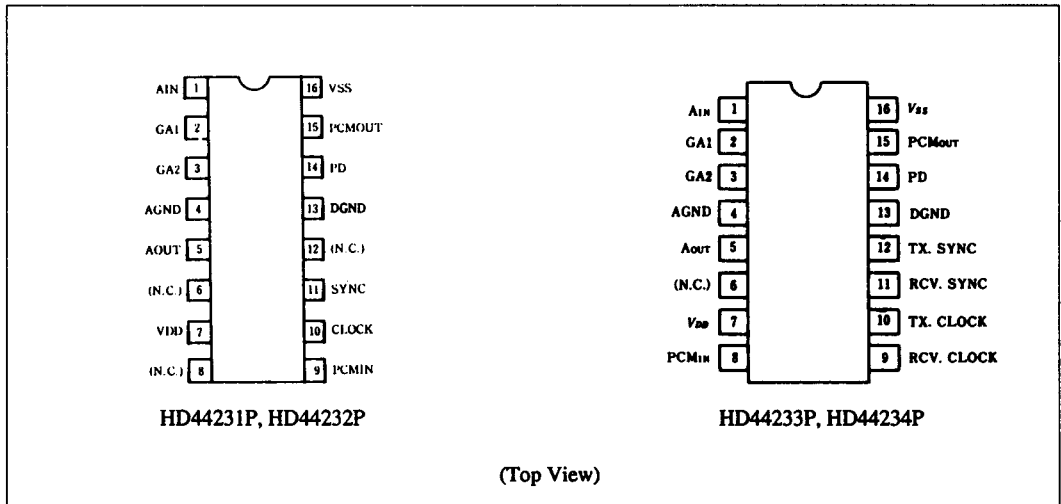 AIN 1 16 VSS
GA1 2 15 PCMOUT
GA2 3 14 PD
AGND 4 13 DGND
AOUT 5 12 (N.C.)
(N.C.) 6 11 SYNC
VDD 7 10 CLOCK
(N.C.) 8 9 PCMIN
HD44231P, HD44232P
AIN 1 16 VSS
GA1 2 15 PCMOUT
GA2 3 14 PD
AGND 4 13 DGND
AOUT 5 12 TX. SYNC
(N.C.) 6 11 RCV. SYNC
VDD 7 10 TX. CLOCK
PCMIN 8 9 RCV. CLOCK
HD44233P, HD44234P
(Top View)